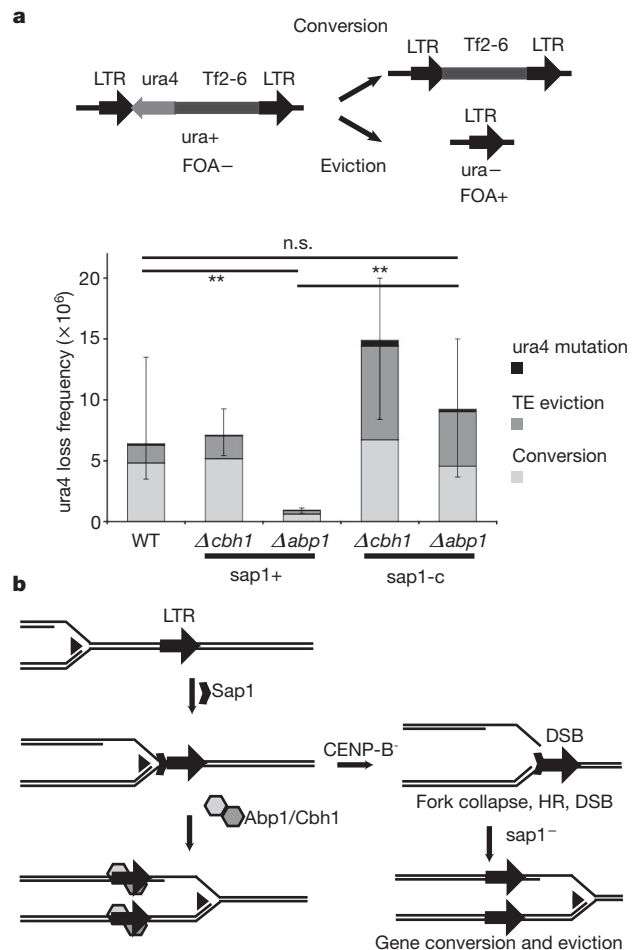 a
Conversion
LTR ura4 Tf2-6 LTR
LTR Tf2-6 LTR
ura+
FOA−
Eviction
LTR
ura−
FOA+
n.s.
** **
ura4 loss frequency (×10⁶)
20
15
10
5
0
ura4 mutation
TE eviction
Conversion
WT Δcbh1 Δabp1 Δcbh1 Δabp1
sap1+ sap1-c
b
LTR
Sap1
CENP-B⁻
DSB
Abp1/Cbh1
Fork collapse, HR, DSB
sap1⁻
Gene conversion and eviction